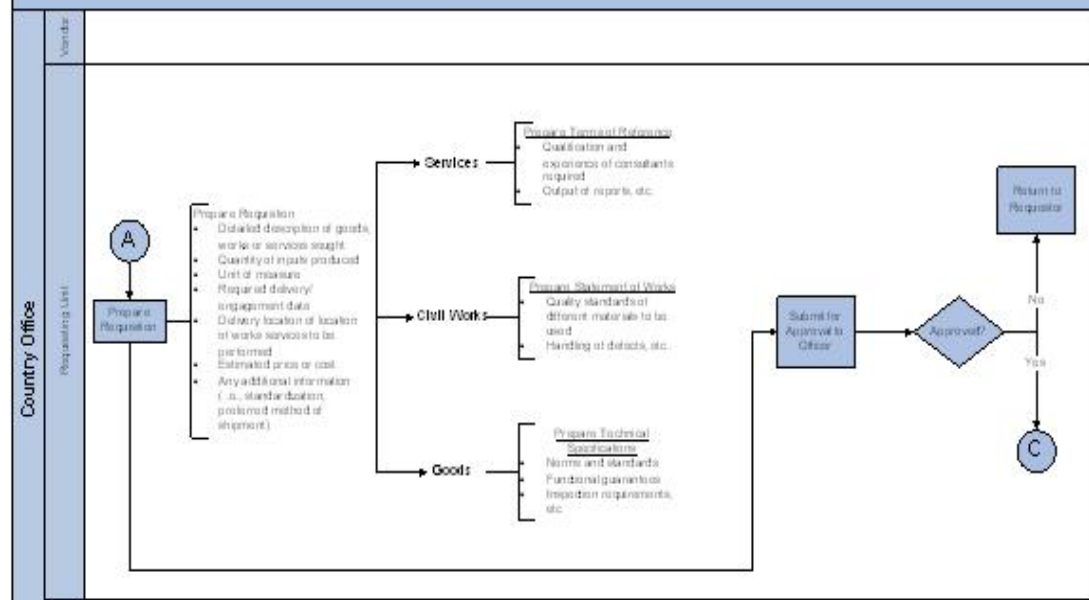 Country Office
Vendor
Requesting Unit
A
Prepare
Requisition
Prepare Requisition
• Detailed description of goods,
works or services sought
• Quantity of inputs produced
• Unit of measure
• Required delivery/
engagement date
• Delivery location of location
of works services to be
performed
• Estimated price or cost
• Any additional information
( .e., standardization,
preferred method of
shipment)
Services
Prepare Terms of Reference
• Qualification and
experience of consultants
required
• Output of reports, etc.
Civil Works
Prepare Statement of Works
• Quality standards of
different materials to be
used
• Handling of defects, etc.
Goods
Prepare Technical
Specifications
• Norms and standards
• Functional guarantees
• Inspection requirements,
etc
Submit for
Approval to
Officer
Approved?
No
Yes
Return to
Requestor
C